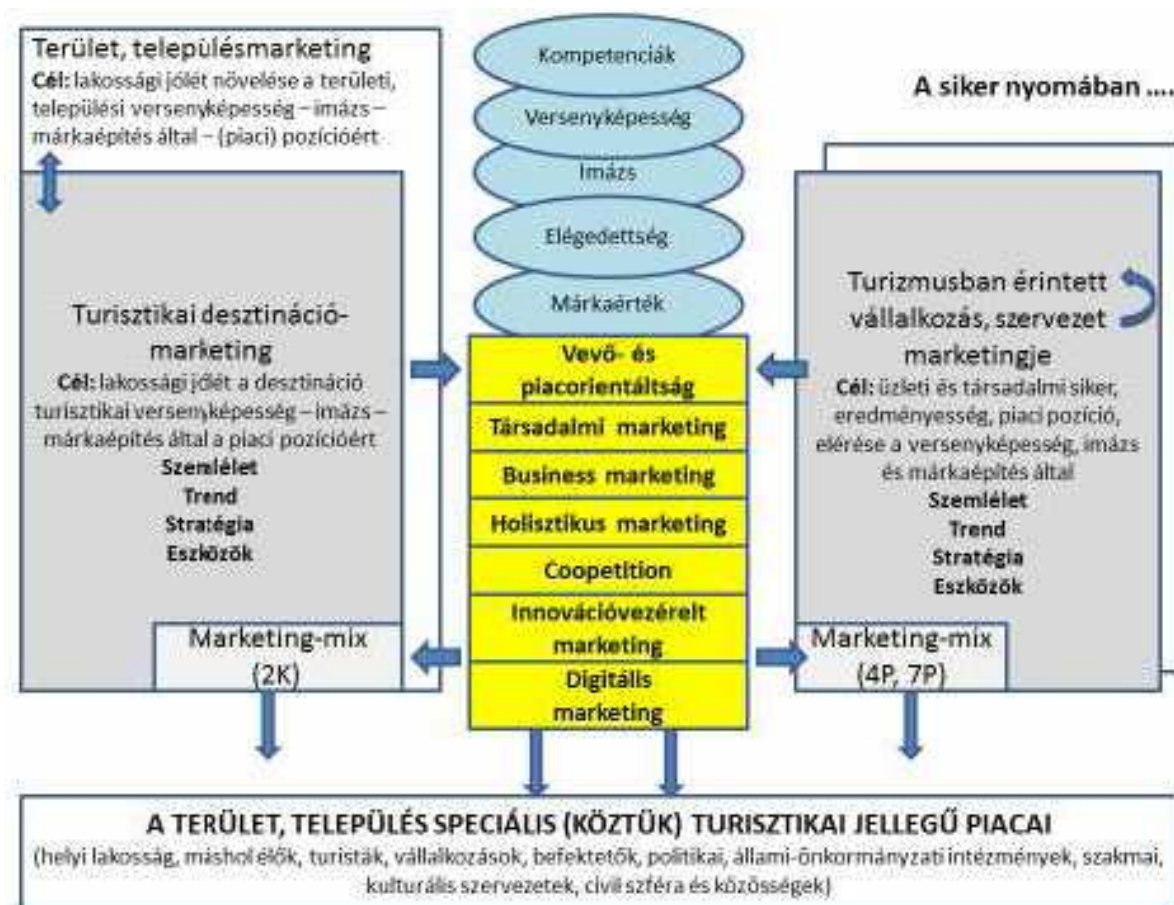 Terület, településmarketing
Cél: lakossági jólét növelése a területi,
települési versenyképesség – imázs –
márkaépítés által – (piaci) pozícióért
Turisztikai desztináció-
marketing
Cél: lakossági jólét a desztináció
turisztikai versenyképesség – imázs –
márkaépítés által a piaci pozícióért
Szemlélet
Trend
Stratégia
Eszközök
Marketing-mix
(2K)
Kompetenciák
Versenyképesség
Imázs
Elégedettség
Márkaérték
Vevő- és
piacorientáltság
Társadalmi marketing
Business marketing
Holisztikus marketing
Coopetition
Innovációvezérelt
marketing
Digitális
marketing
A siker nyomában ....
Turizmusban érintett
vállalkozás, szervezet
marketingje
Cél: üzleti és társadalmi siker,
eredményesség, piaci pozíció,
elérése a versenyképesség, imázs
és márkaépítés által
Szemlélet
Trend
Stratégia
Eszközök
Marketing-mix
(4P, 7P)
A TERÜLET, TELEPÜLÉS SPECIÁLIS (KÖZTÜK) TURISZTIKAI JELLEGŰ PIACAI
(helyi lakosság, máshol élők, turisták, vállalkozások, befektetők, politikai, állami-önkormányzati intézmények, szakmai,
kulturális szervezetek, civil szféra és közösségek)